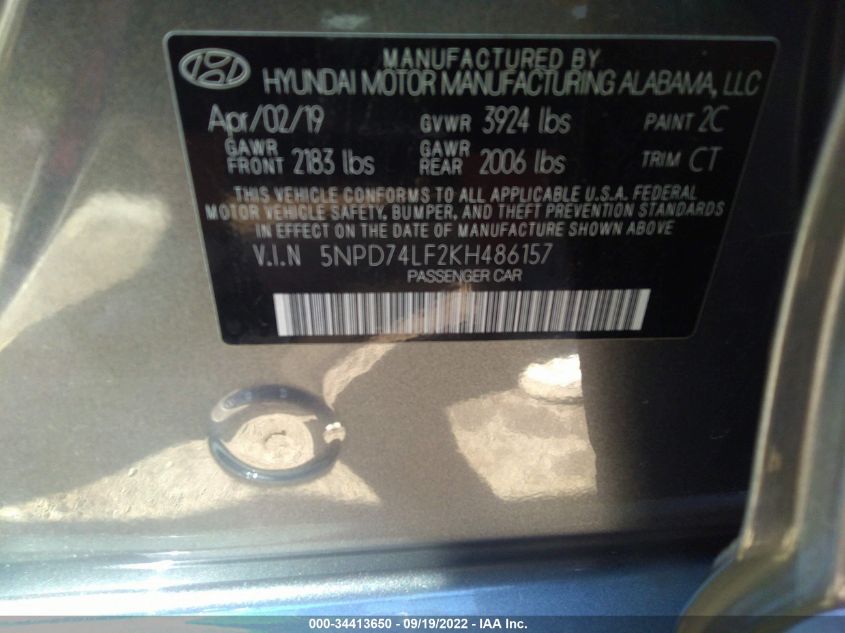 MANUFACTURED BY
HYUNDAI MOTOR MANUFACTURING ALABAMA, LLC
Apr/02/19 GVWR 3924 lbs PAINT 2C
GAWR FRONT 2183 lbs GAWR REAR 2006 lbs TRIM CT
THIS VEHICLE CONFORMS TO ALL APPLICABLE U.S.A. FEDERAL
MOTOR VEHICLE SAFETY, BUMPER, AND THEFT PREVENTION STANDARDS
IN EFFECT ON THE DATE OF MANUFACTURE SHOWN ABOVE.
V.I.N 5NPD74LF2KH486157
PASSENGER CAR
000-34413650 - 09/19/2022 - IAA Inc.